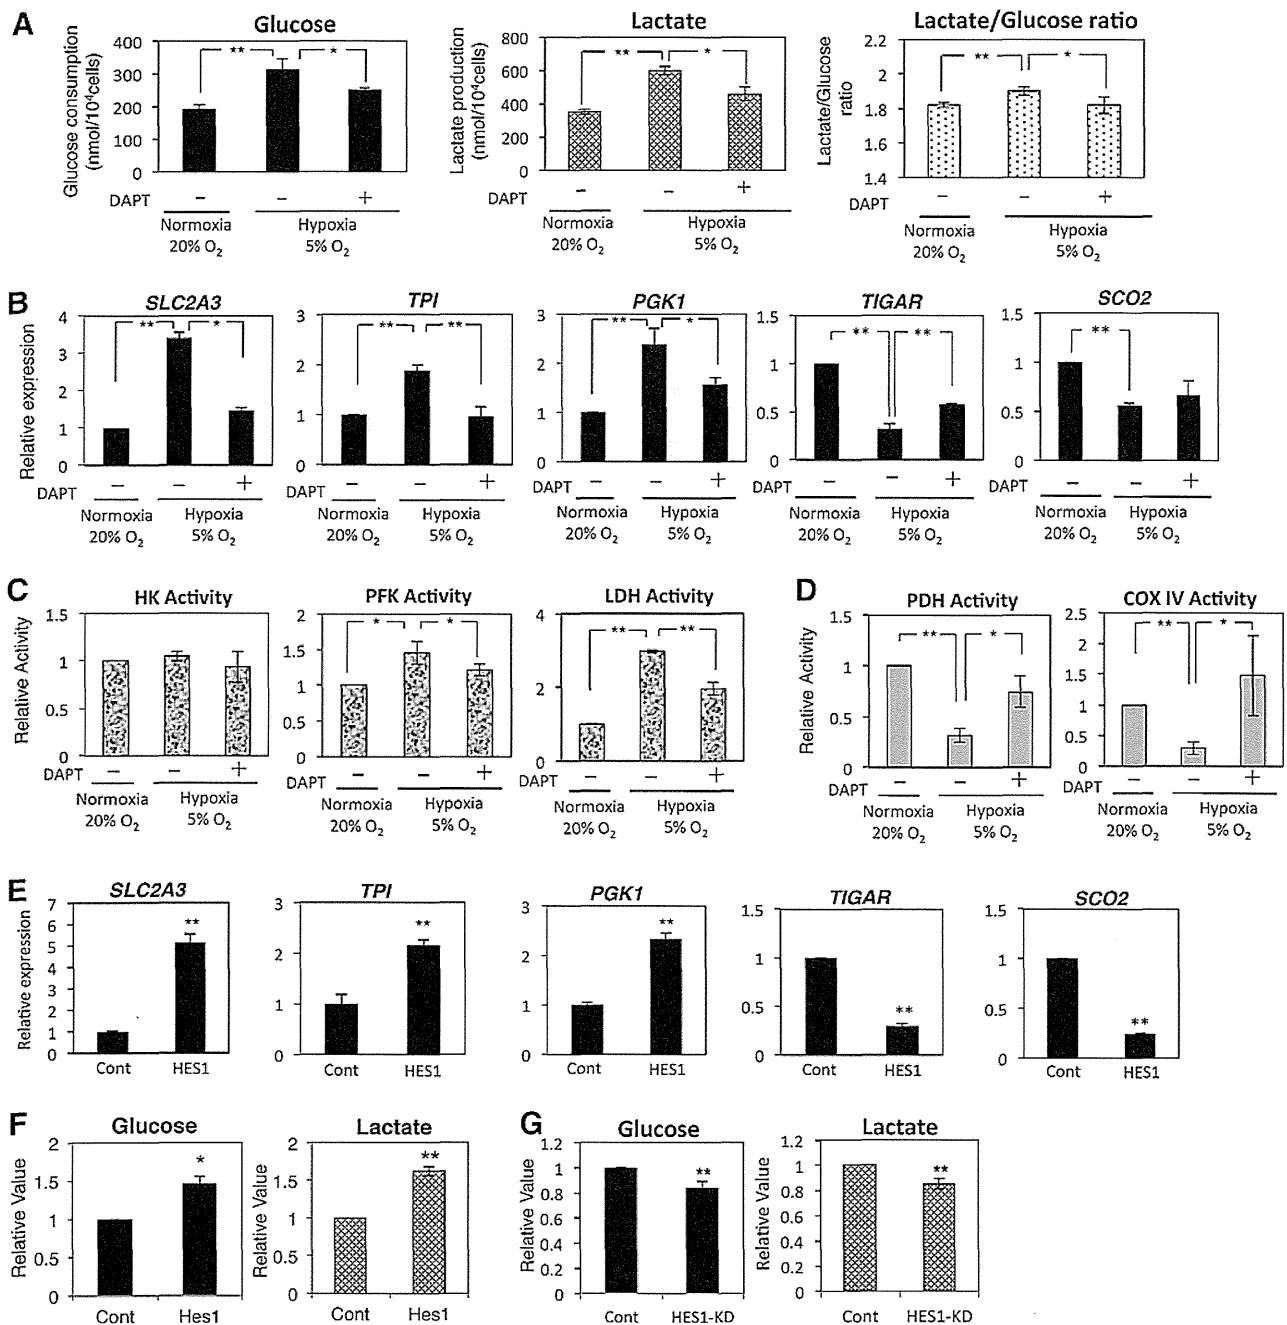 A
Glucose
Glucose consumption
(nmol/10⁴cells)
400
300
200
100
0
** *
DAPT − − +
Normoxia Hypoxia
20% O₂ 5% O₂
Lactate
Lactate production
(nmol/10⁴cells)
800
600
400
200
0
** *
− − +
Normoxia Hypoxia
20% O₂ 5% O₂
Lactate/Glucose ratio
Lactate/Glucose
ratio
2.2
2
1.8
1.6
1.4
** *
DAPT − − +
Normoxia Hypoxia
20% O₂ 5% O₂
B
Relative expression
SLC2A3
4
3
2
1
0
** *
DAPT − − +
Normoxia Hypoxia
20% O₂ 5% O₂
TPI
3
2
1
0
** **
DAPT − − +
Normoxia Hypoxia
20% O₂ 5% O₂
PGK1
3
2
1
0
** *
DAPT − − +
Normoxia Hypoxia
20% O₂ 5% O₂
TIGAR
1.5
1
0.5
0
** **
DAPT − − +
Normoxia Hypoxia
20% O₂ 5% O₂
SCO2
1.5
1
0.5
0
**
DAPT − − +
Normoxia Hypoxia
20% O₂ 5% O₂
C
Relative Activity
HK Activity
1.5
1
0.5
0
DAPT − − +
Normoxia Hypoxia
20% O₂ 5% O₂
PFK Activity
2
1.5
1
0.5
0
* *
DAPT − − +
Normoxia Hypoxia
20% O₂ 5% O₂
LDH Activity
4
2
0
** **
DAPT − − +
Normoxia Hypoxia
20% O₂ 5% O₂
D
Relative Activity
PDH Activity
1.5
1
0.5
0
** *
DAPT − − +
Normoxia Hypoxia
20% O₂ 5% O₂
COX IV Activity
2.5
2
1.5
1
0.5
0
** *
DAPT − − +
Normoxia Hypoxia
20% O₂ 5% O₂
E
Relative expression
SLC2A3
7
6
5
4
3
2
1
0
**
Cont HES1
TPI
3
2
1
0
**
Cont HES1
PGK1
3
2
1
0
**
Cont HES1
TIGAR
1.5
1
0.5
0
**
Cont HES1
SCO2
1.5
1
0.5
0
**
Cont HES1
F
Glucose
Relative Value
2
1.5
1
0.5
0
*
Cont Hes1
Lactate
Relative Value
2
1.5
1
0.5
0
**
Cont Hes1
G
Glucose
Relative Value
1.2
1
0.8
0.6
0.4
0.2
0
**
Cont HES1-KD
Lactate
Relative Value
1.2
1
0.8
0.6
0.4
0.2
0
**
Cont HES1-KD